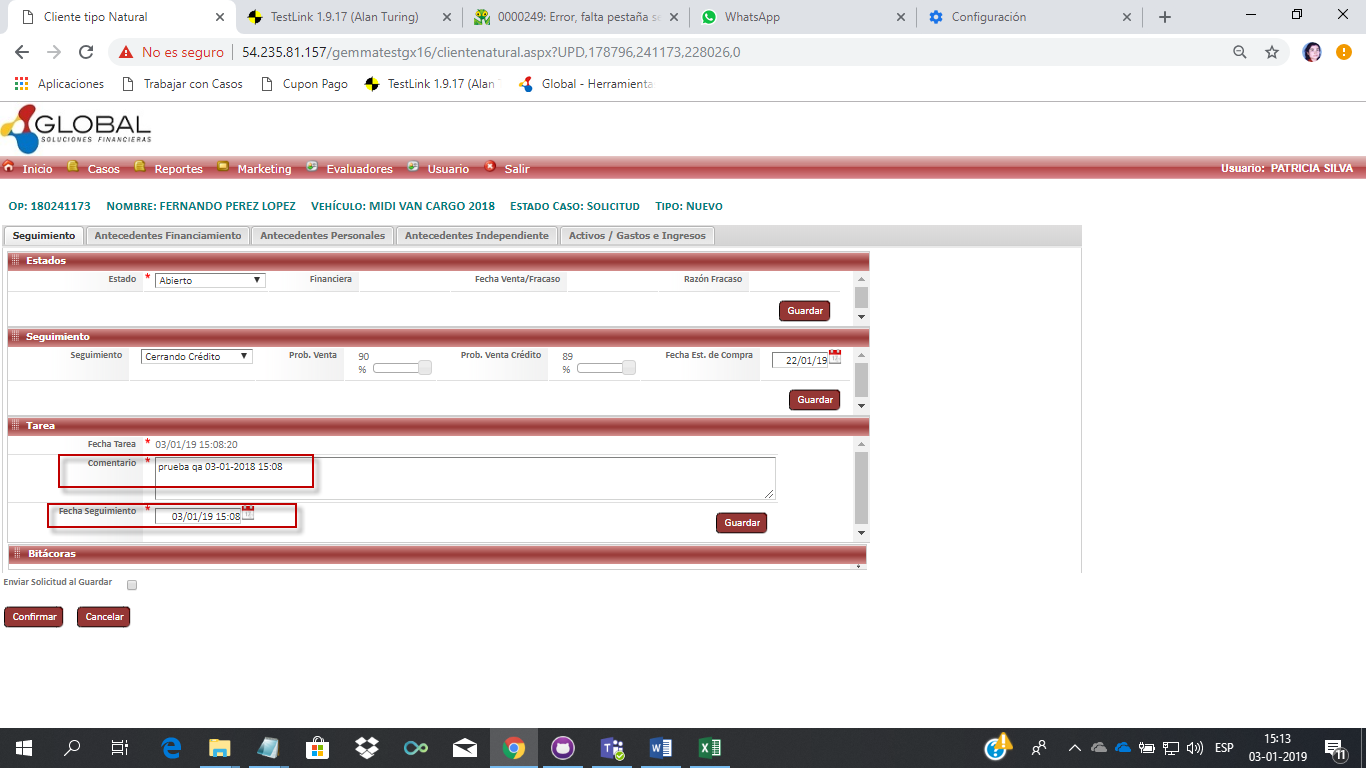 Cliente tipo Natural
TestLink 1.9.17 (Alan Turing)
0000249: Error, falta pestaña se
WhatsApp
Configuración
No es seguro
54.235.81.157/gemmatestgx16/clientenatural.aspx?UPD,178796,241173,228026,0
Aplicaciones
Trabajar con Casos
Cupon Pago
TestLink 1.9.17 (Alan
Global - Herramienta
GLOBAL
SOLUCIONES FINANCIERAS
Inicio
Casos
Reportes
Marketing
Evaluadores
Usuario
Salir
Usuario: PATRICIA SILVA
OP: 180241173 NOMBRE: FERNANDO PEREZ LOPEZ VEHÍCULO: MIDI VAN CARGO 2018 ESTADO CASO: SOLICITUD TIPO: NUEVO
Seguimiento
Antecedentes Financiamiento
Antecedentes Personales
Antecedentes Independiente
Activos / Gastos e Ingresos
Estados
Estado * Abierto Financiera Fecha Venta/Fracaso Razón Fracaso
Guardar
Seguimiento
Seguimiento Cerrando Crédito Prob. Venta 90 % Prob. Venta Crédito 89 % Fecha Est. de Compra 22/01/19
Guardar
Tarea
Fecha Tarea * 03/01/19 15:08:20
Comentario * prueba qa 03-01-2018 15:08
Fecha Seguimiento * 03/01/19 15:08
Guardar
Bitácoras
Enviar Solicitud al Guardar
Confirmar
Cancelar
ESP
15:13
03-01-2019
11